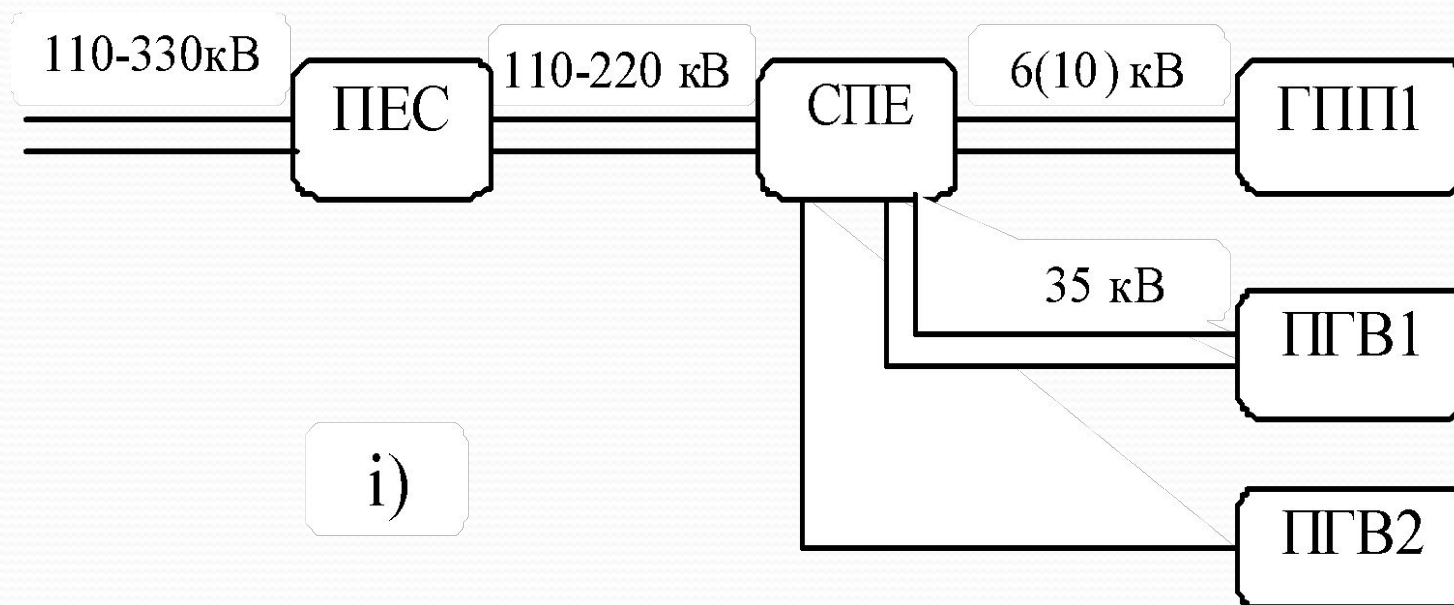 110-330кВ
ПЕС
110-220 кВ
СПЕ
6(10) кВ
ГПП1
35 кВ
ПГВ1
і)
ПГВ2